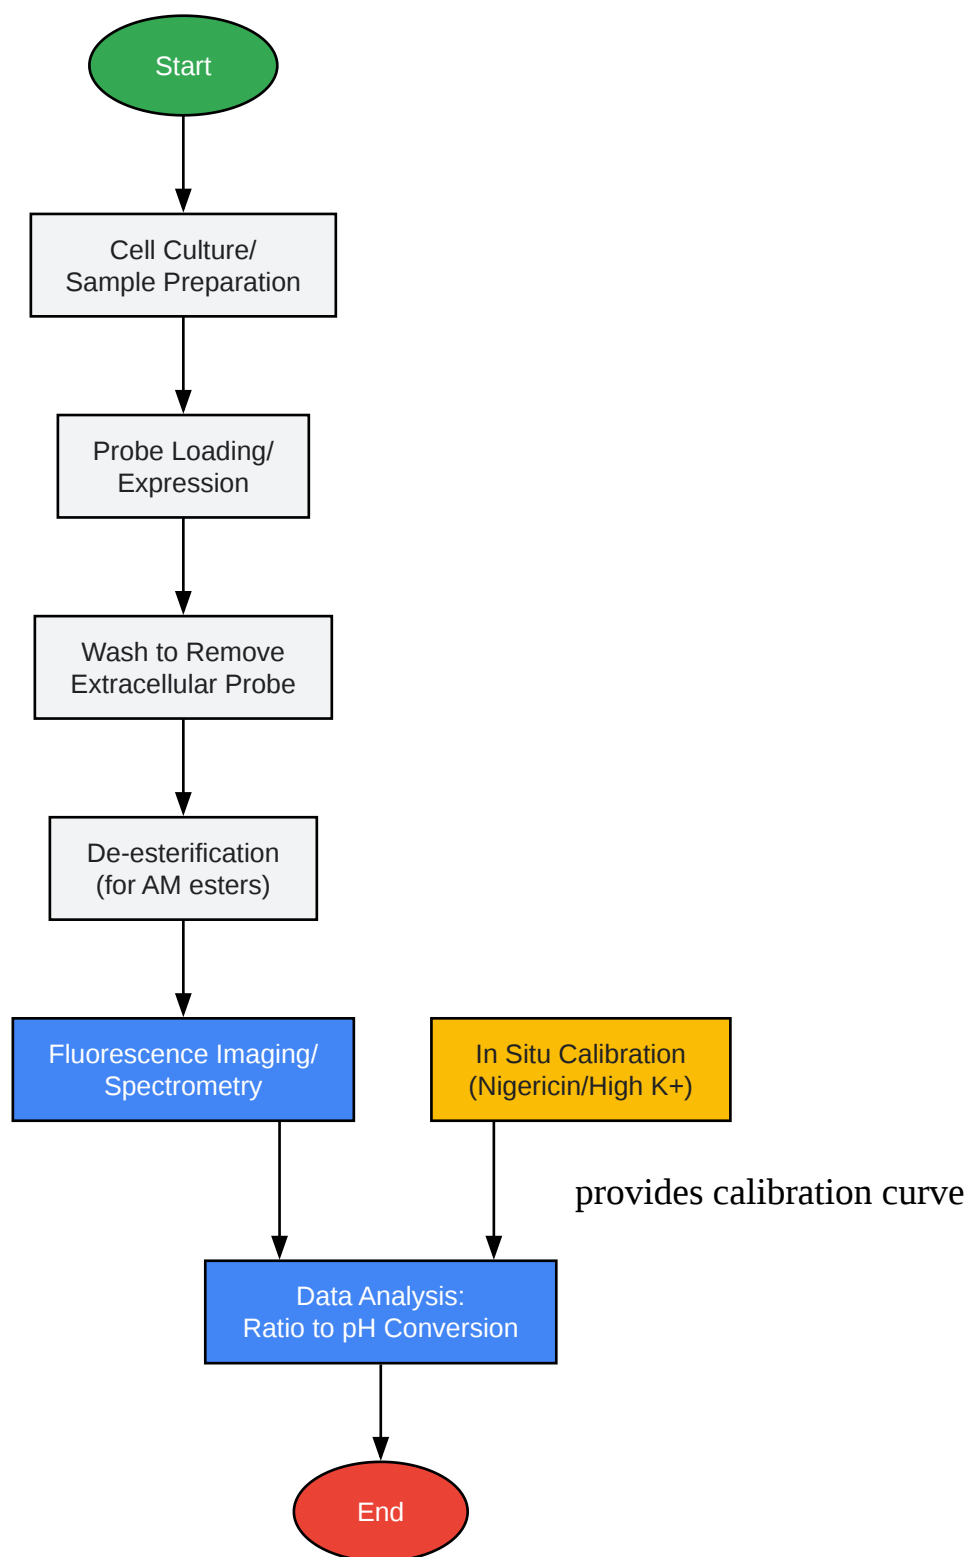 Start
Cell Culture/
Sample Preparation
Probe Loading/
Expression
Wash to Remove
Extracellular Probe
De-esterification
(for AM esters)
Fluorescence Imaging/
Spectrometry
In Situ Calibration
(Nigericin/High K+)
provides calibration curve
Data Analysis:
Ratio to pH Conversion
End